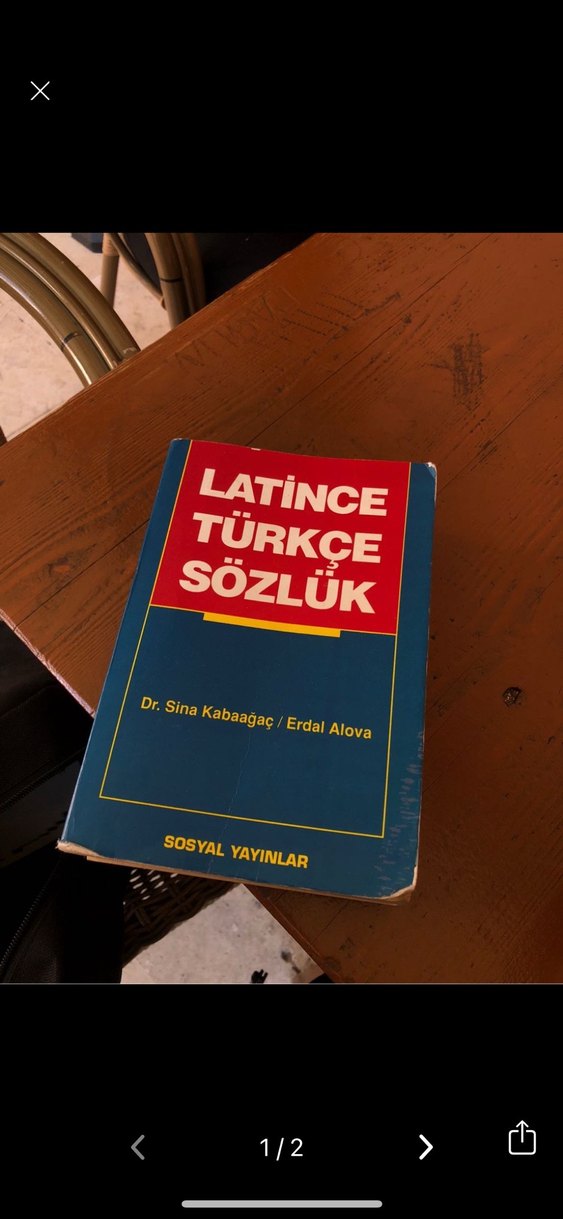 LATİNCE
TÜRKÇE
SÖZLÜK
Dr. Sina Kabaağaç / Erdal Alova
SOSYAL YAYINLAR
1 / 2